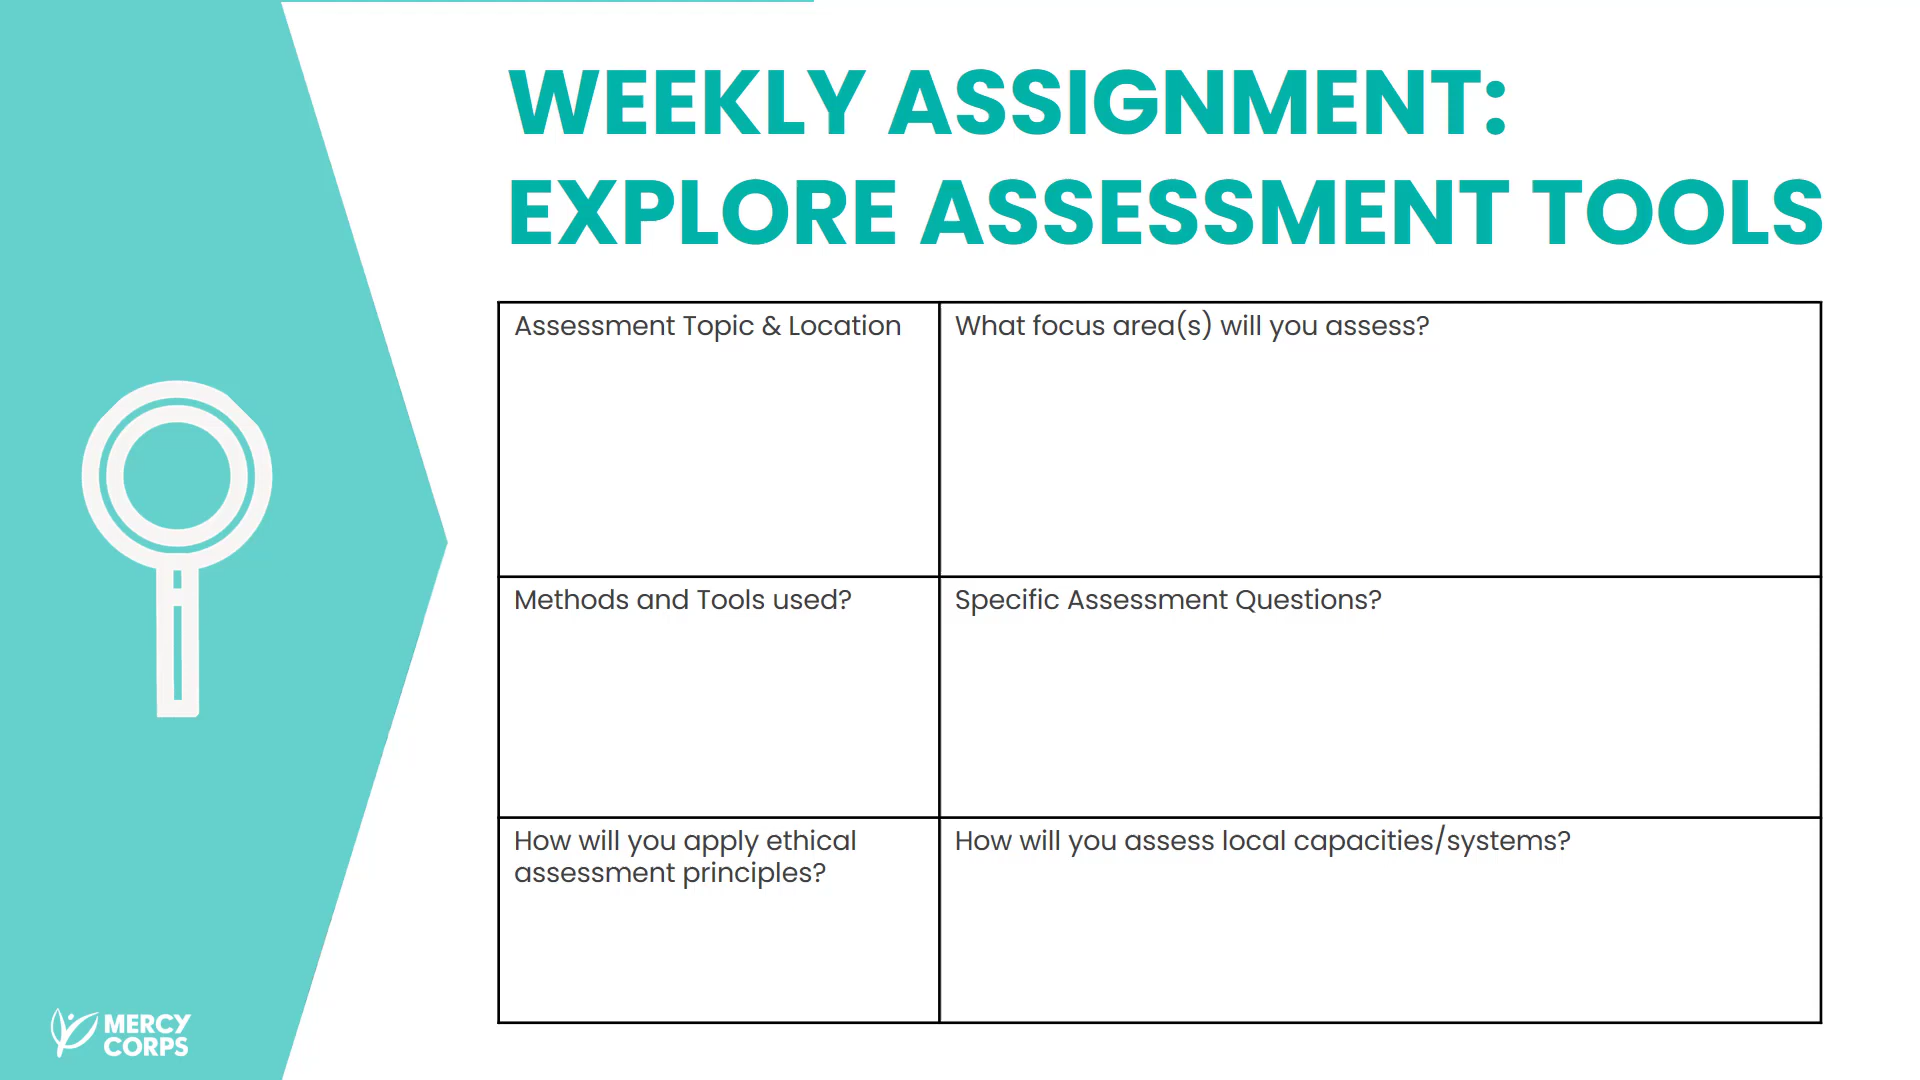 WEEKLY ASSIGNMENT:
EXPLORE ASSESSMENT TOOLS
Assessment Topic & Location
What focus area(s) will you assess?
Methods and Tools used?
Specific Assessment Questions?
How will you apply ethical
assessment principles?
How will you assess local capacities/systems?
MERCY
CORPS